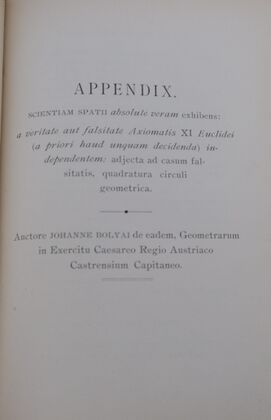 APPENDIX.
SCIENTIAM SPATII absolute veram exhibens:
a veritate aut falsitate Axiomatis XI Euclidei
(a priori haud unquam decidenda) in-
dependentem: adjecta ad casum fal-
sitatis, quadratura circuli
geometrica.
Auctore JOHANNE BOLYAI de eadem, Geometrarum
in Exercitu Caesareo Regio Austriaco
Castrensium Capitaneo.